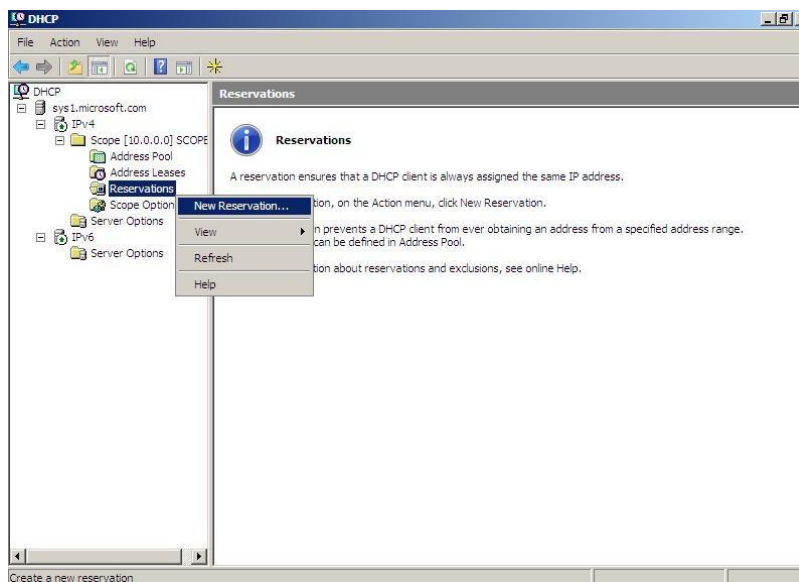 DHCP
File Action View Help
DHCP
sys1.microsoft.com
IPv4
Scope [10.0.0.0] SCOPE
Address Pool
Address Leases
Reservations
Scope Option
Server Options
IPv6
Server Options
New Reservation...
View
Refresh
Help
Reservations
Reservations
A reservation ensures that a DHCP client is always assigned the same IP address.
tion, on the Action menu, click New Reservation.
n prevents a DHCP client from ever obtaining an address from a specified address range.
can be defined in Address Pool.
tion about reservations and exclusions, see online Help.
Create a new reservation